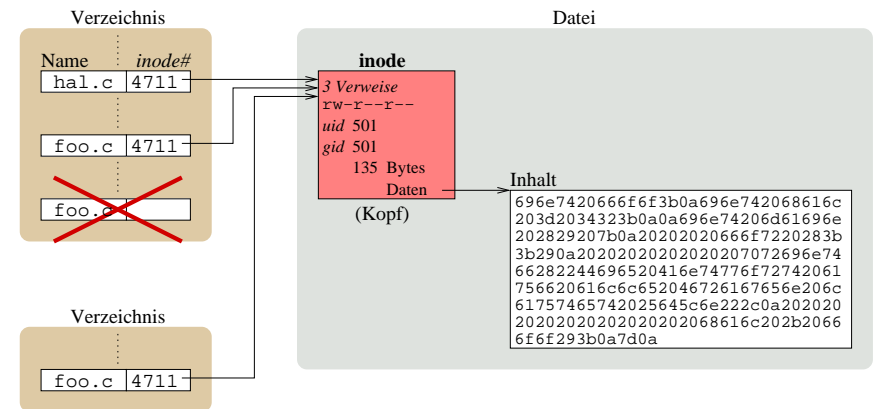 Verzeichnis
Name inode#
hal.c 4711
foo.c 4711
foo.c
Verzeichnis
foo.c 4711
Datei
inode
3 Verweise
rw-r--r--
uid 501
gid 501
135 Bytes
Daten
(Kopf)
Inhalt
696e7420666f6f3b0a696e742068616c
203d2034323b0a0a696e74206d61696e
202829207b0a20202020666f7220283b
3b290a20202020202020207072696e74
66282244696520416e74776f72742061
756620616c6c652046726167656e206c
61757465742025645c6e222c0a202020
20202020202020202068616c202b2066
6f6f293b0a7d0a